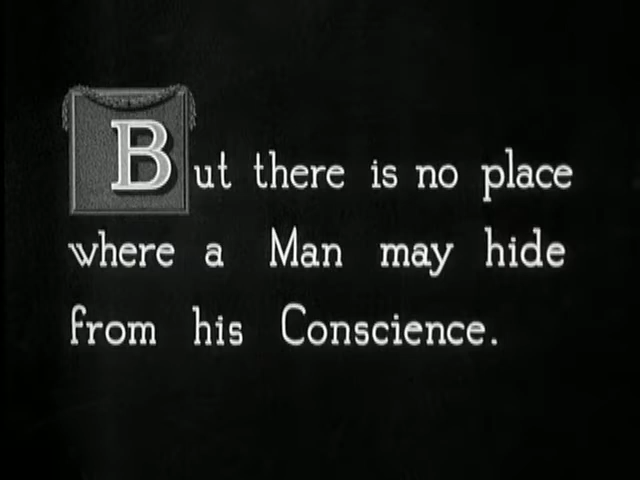 But there is no place
where a Man may hide
from his Conscience.